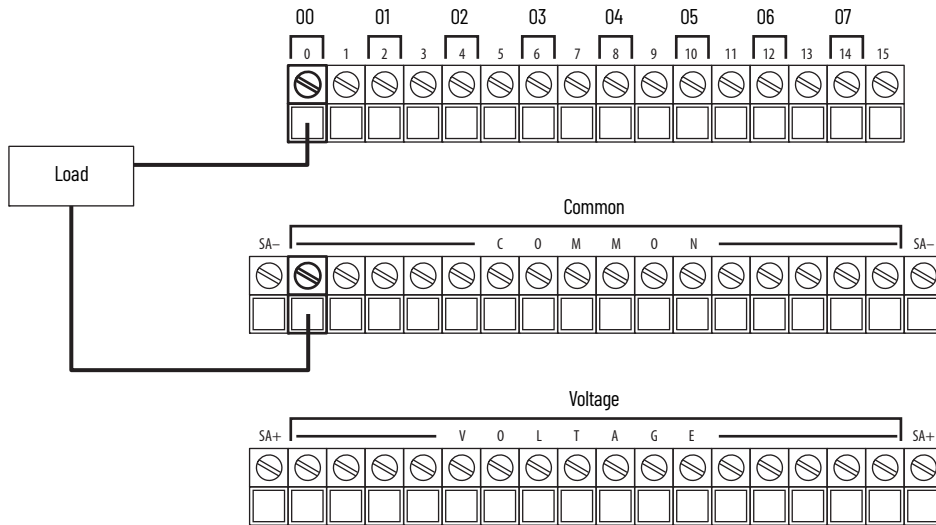 00 01 02 03 04 05 06 07
0 1 2 3 4 5 6 7 8 9 10 11 12 13 14 15
Load
Common
SA– C O M M O N SA–
Voltage
SA+ V O L T A G E SA+